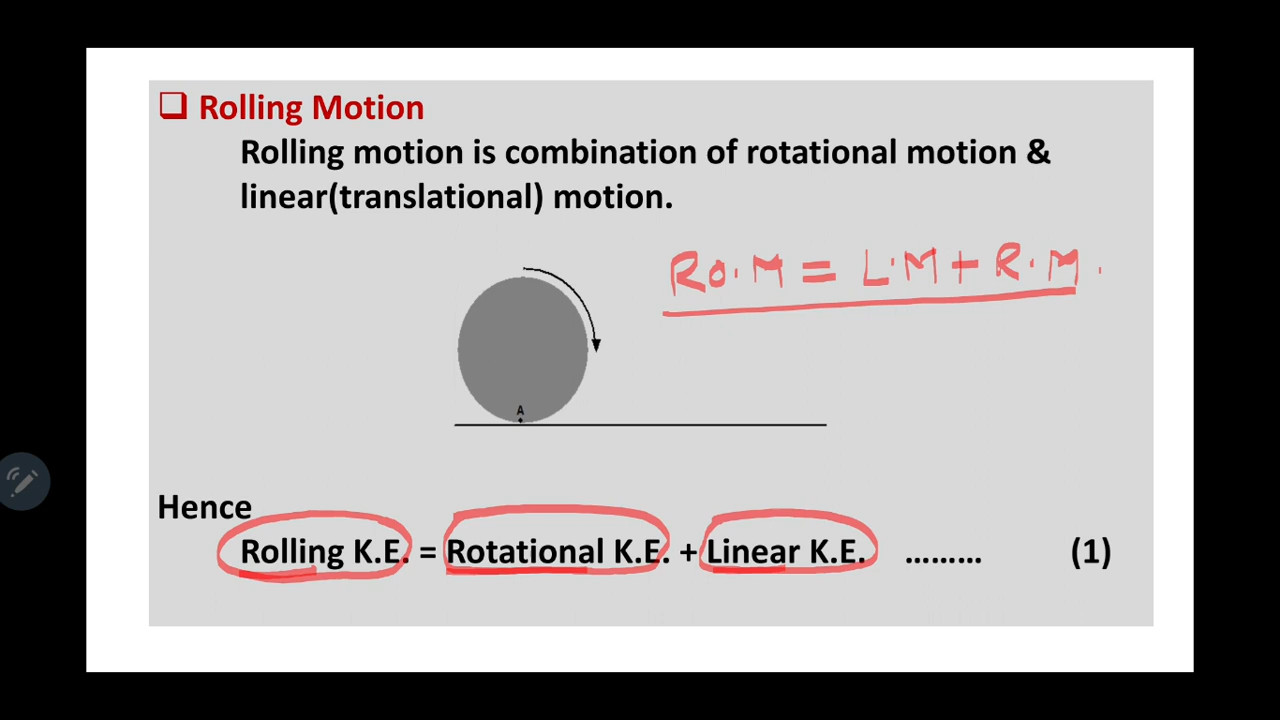 Rolling Motion
Rolling motion is combination of rotational motion &
linear(translational) motion.
Ro.M = L.M + R.M.
A
Hence
Rolling K.E. = Rotational K.E. + Linear K.E. ......... (1)